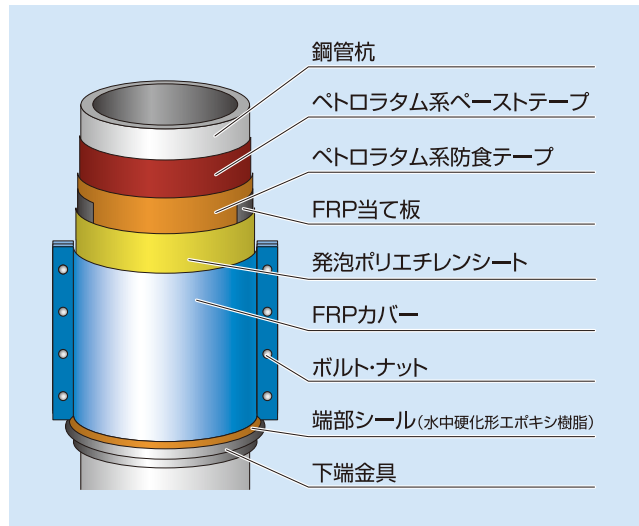 鋼管杭
ペトロラタム系ペーストテープ
ペトロラタム系防食テープ
FRP当て板
発泡ポリエチレンシート
FRPカバー
ボルト・ナット
端部シール(水中硬化形エポキシ樹脂)
下端金具